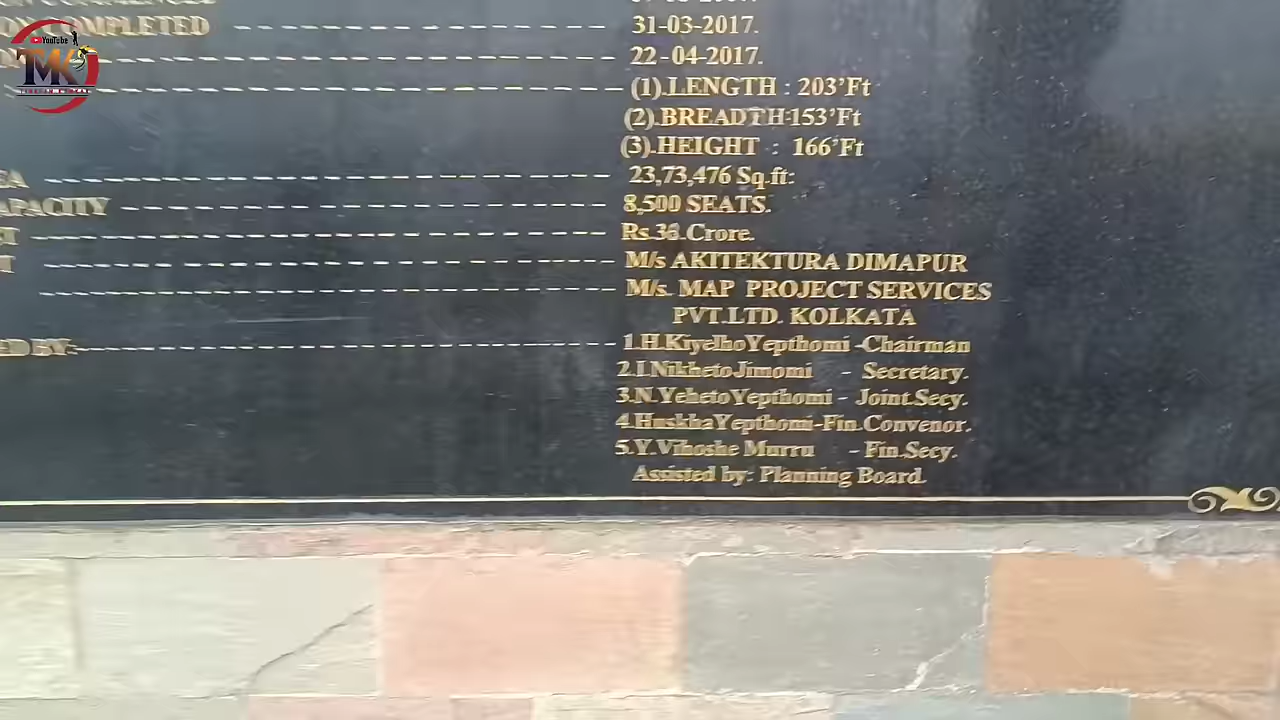 COMPLETED - - - 31-03-2017.
22-04-2017.
(1).LENGTH : 203'Ft
(2).BREADTH:153'Ft
(3).HEIGHT : 166'Ft
EA - - - 23,73,476 Sq.ft:
APACITY - - - 8,500 SEATS.
Rs.36.Crore.
M/s AKITEKTURA DIMAPUR
M/s. MAP PROJECT SERVICES
PVT.LTD. KOLKATA
ED BY:- - - 1.H.Kiyelho Yepthomi -Chairman
2.I.Nikheto Jimomi - Secretary.
3.N.Yeheto Yepthomi - Joint.Secy.
4.Huskha Yepthomi-Fin.Convenor.
5.Y.Vihoshe Murru - Fin.Secy.
Assisted by: Planning Board.
YouTube
TMK